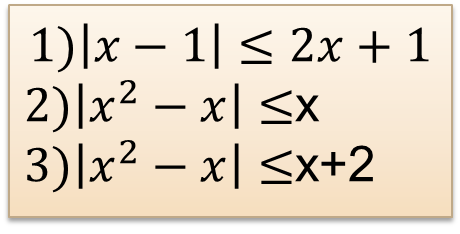 1)|x − 1| ≤ 2x + 1
2)|x² − x| ≤x
3)|x² − x| ≤x+2